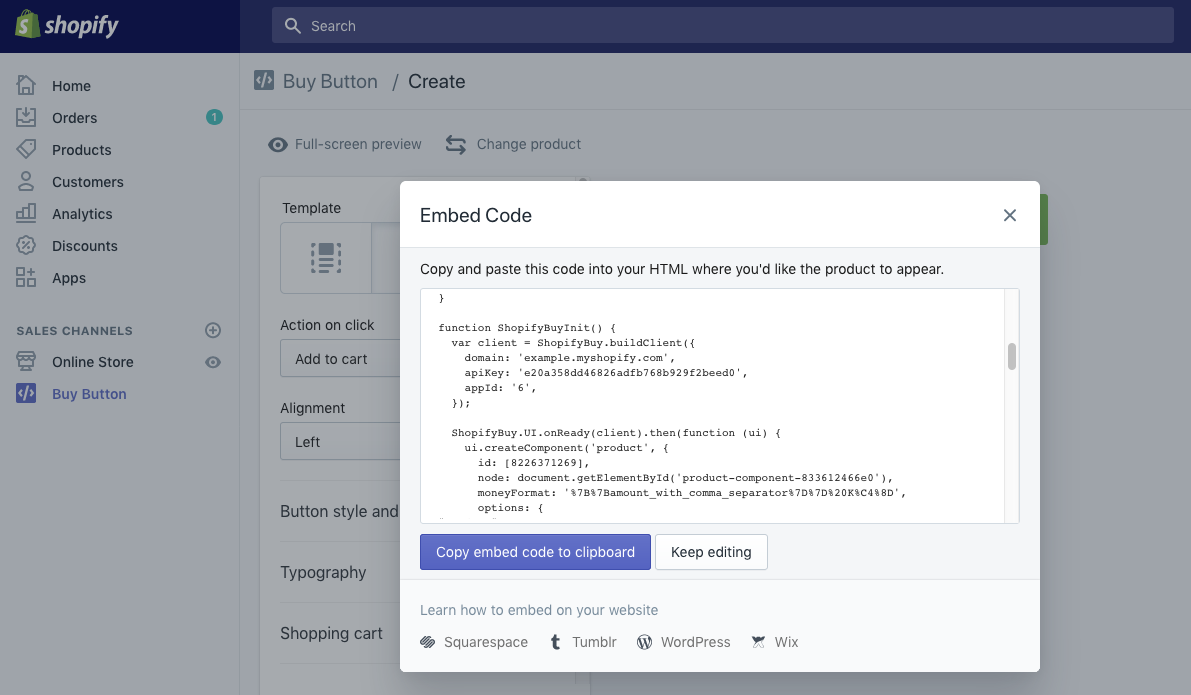 shopify
Search
Home
Orders
1
Products
Customers
Analytics
Discounts
Apps
SALES CHANNELS
Online Store
Buy Button
Buy Button / Create
Full-screen preview
Change product
Template
Action on click
Add to cart
Alignment
Left
Button style and
Typography
Shopping cart
Embed Code
Copy and paste this code into your HTML where you'd like the product to appear.
}
function ShopifyBuyInit() {
var client = ShopifyBuy.buildClient({
domain: 'example.myshopify.com',
apiKey: 'e20a358dd46826adfb768b929f2beed0',
appId: '6',
});
ShopifyBuy.UI.onReady(client).then(function (ui) {
ui.createComponent('product', {
id: [8226371269],
node: document.getElementById('product-component-833612466e0'),
moneyFormat: '%7B%7Bamount_with_comma_separator%7D%7D%20K%C4%8D',
options: {
Copy embed code to clipboard
Keep editing
Learn how to embed on your website
Squarespace
Tumblr
WordPress
Wix